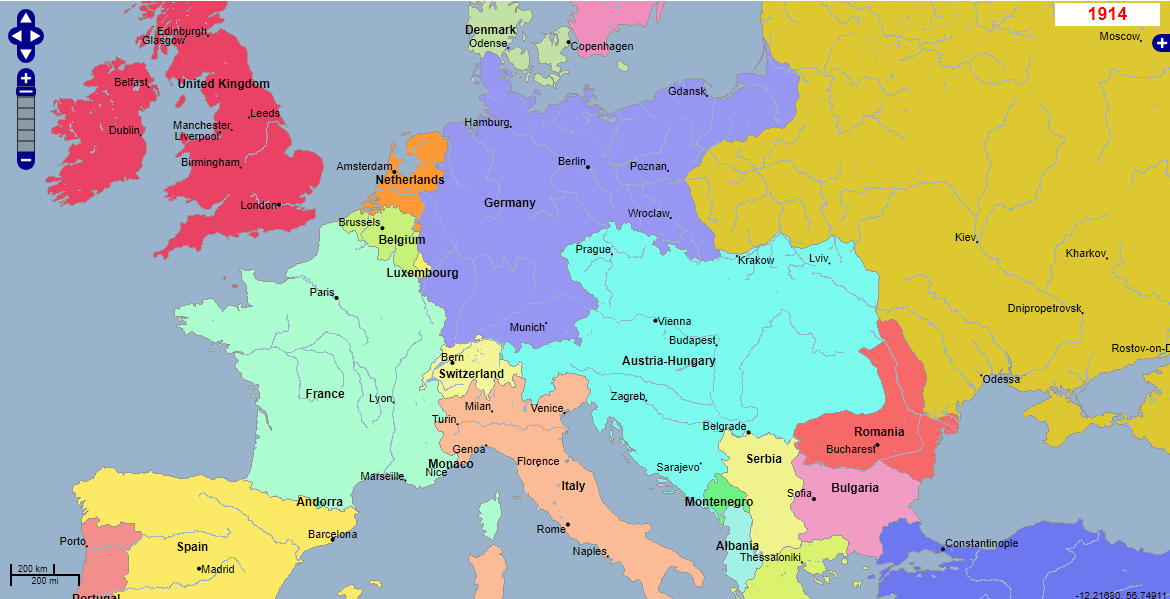 1914
Moscow
Edinburgh
Glasgow
Denmark
Odense
Copenhagen
United Kingdom
Belfast
Gdansk
Leeds
Hamburg
Dublin
Manchester
Liverpool
Birmingham
Amsterdam
Berlin
Poznan
Netherlands
London
Germany
Wroclaw
Brussels
Belgium
Kiev
Prague
Krakow
Lviv
Kharkov
Luxembourg
Paris
Dnipropetrovsk
Munich
Vienna
Budapest
Rostov-on-D
Bern
Austria-Hungary
Switzerland
Odessa
France
Lyon
Zagreb
Milan
Venice
Turin
Belgrade
Romania
Genoa
Bucharest
Monaco
Nice
Florence
Serbia
Sarajevo
Marseille
Italy
Bulgaria
Sofia
Andorra
Montenegro
Rome
Barcelona
Porto
Spain
Albania
Constantinople
Naples
Thessaloniki
200 km
Madrid
200 mi
Portugal
-12.21680, 56.74911